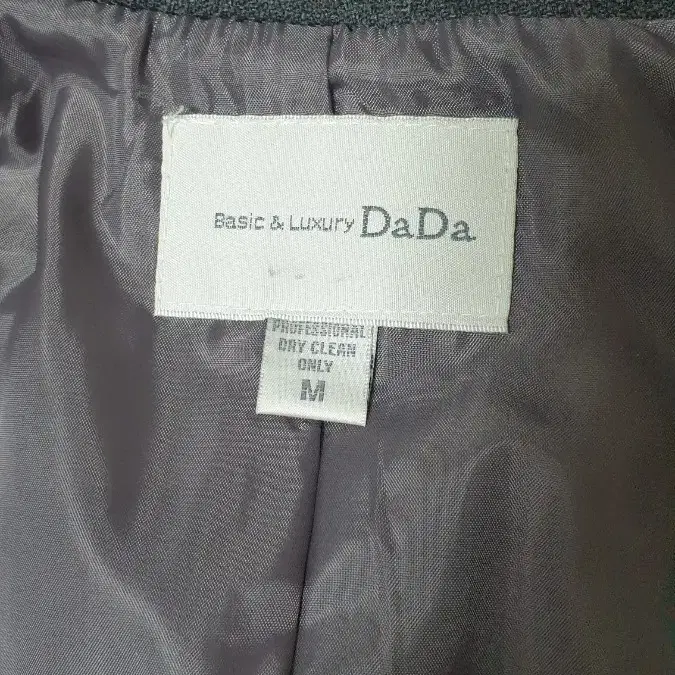 Basic & Luxury DaDa
PROFESSIONAL
DRY CLEAN
ONLY
M